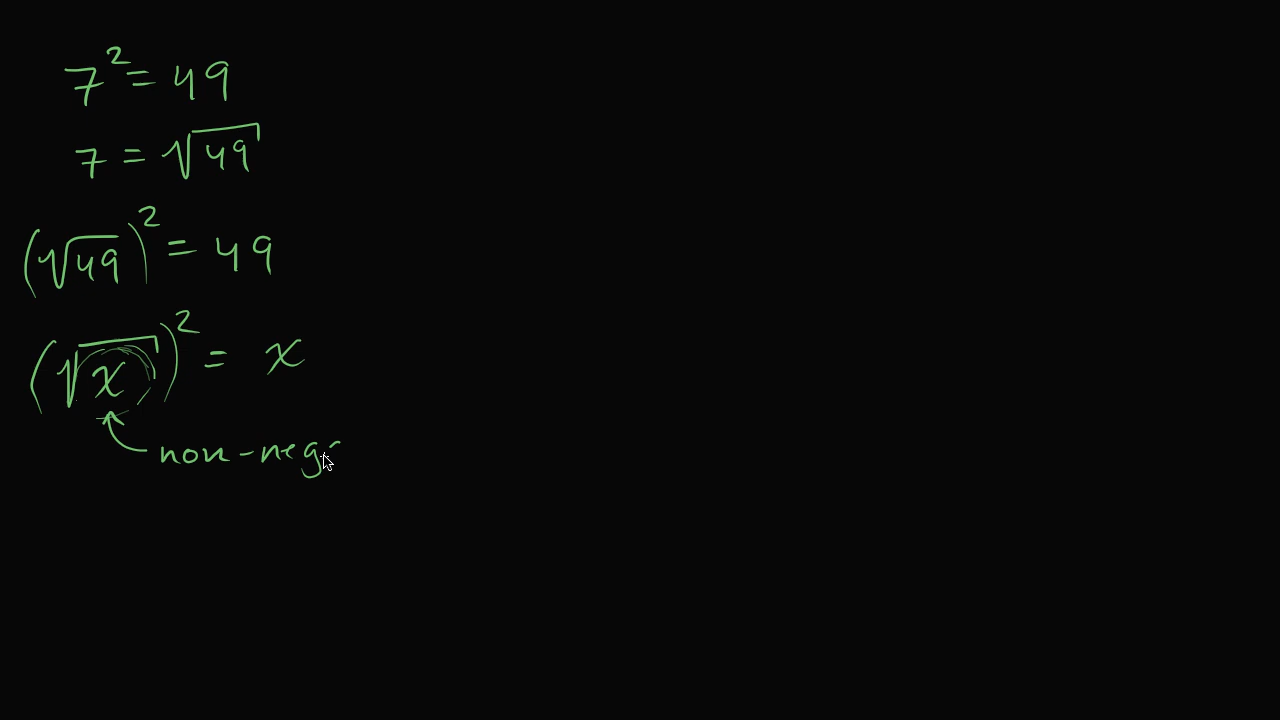 7² = 49
7 = √49
(√49)² = 49
(√x)² = x
non-neg